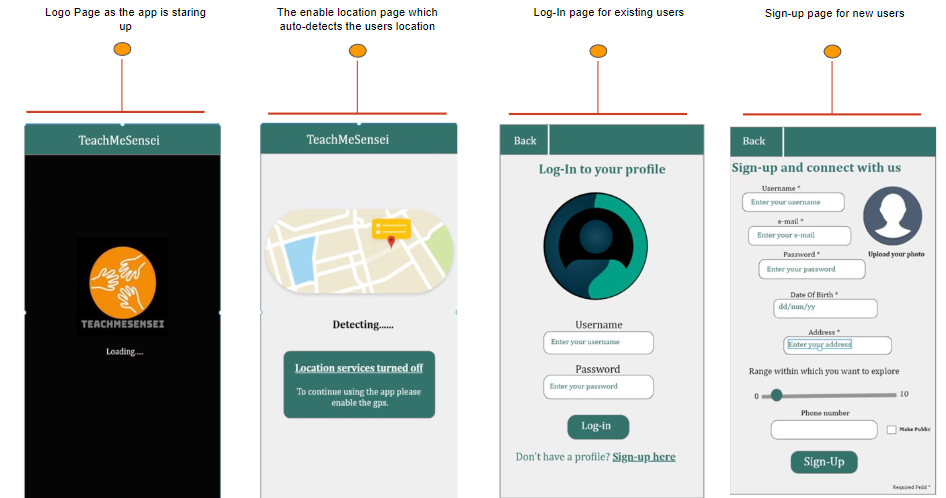 Logo Page as the app is staring
up
The enable location page which
auto-detects the users location
Log-In page for existing users
Sign-up page for new users
TeachMeSensei
TEACHMESENSEI
Loading....
TeachMeSensei
Detecting......
Location services turned off
To continue using the app please
enable the gps.
Back
Log-In to your profile
Username
Enter your username
Password
Enter your password
Log-in
Don't have a profile? Sign-up here
Back
Sign-up and connect with us
Username *
Enter your username
e-mail *
Enter your e-mail
Upload your photo
Password *
Enter your password
Date Of Birth *
dd/mm/yy
Address *
Enter your address
Range within which you want to explore
0 10
Phone number
Make Public
Sign-Up
Required Feild *